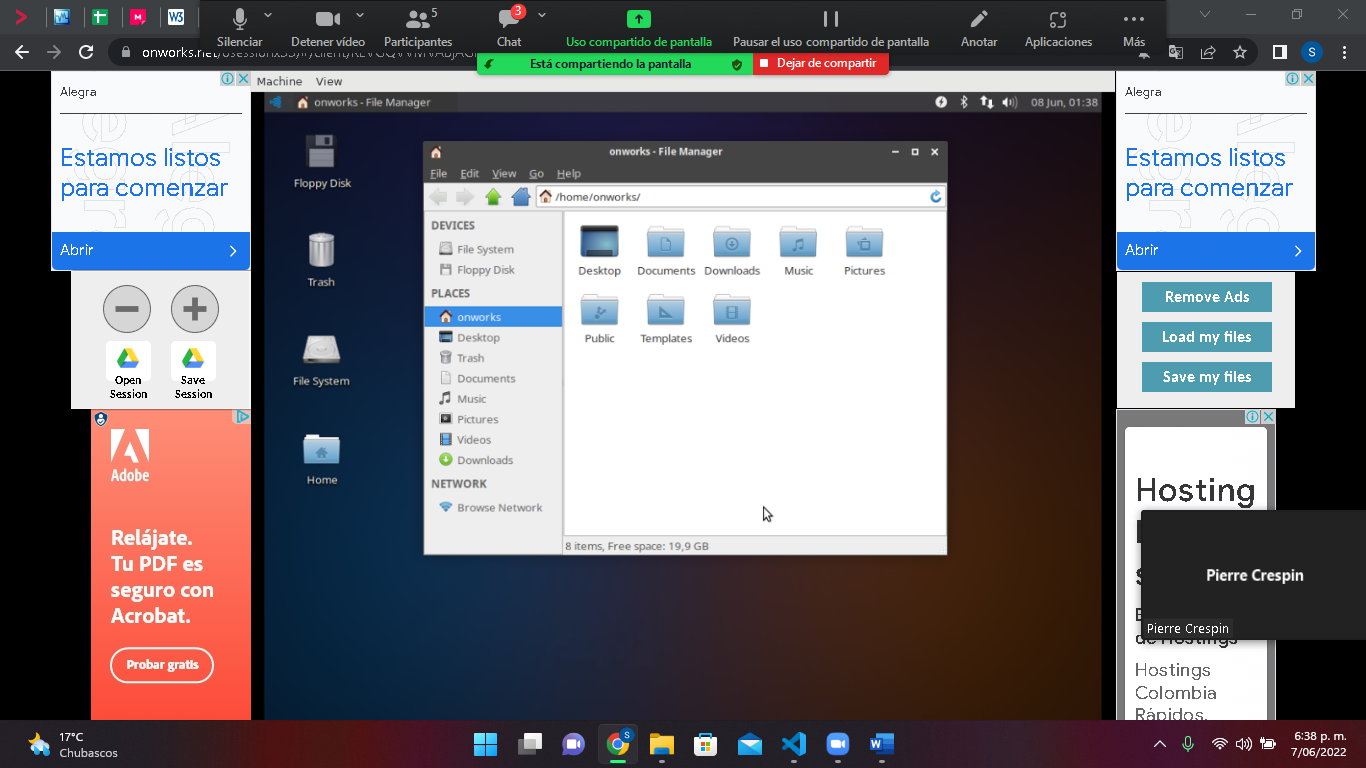 5
3
Silenciar
Detener vídeo
Participantes
Chat
Uso compartido de pantalla
Pausar el uso compartido de pantalla
Anotar
Aplicaciones
Más
W3
S
Está compartiendo la pantalla
Dejar de compartir
Alegra
Estamos listos
para comenzar
Abrir
Open
Session
Save
Session
Adobe
Relájate.
Tu PDF es
seguro con
Acrobat.
Probar gratis
Machine View
onworks - File Manager
08 Jun, 01:38
Floppy Disk
Trash
File System
Home
onworks - File Manager
File Edit View Go Help
/home/onworks/
DEVICES
File System
Floppy Disk
PLACES
onworks
Desktop
Trash
Documents
Music
Pictures
Videos
Downloads
NETWORK
Browse Network
Desktop
Documents
Downloads
Music
Pictures
Public
Templates
Videos
8 items, Free space: 19,9 GB
Alegra
Estamos listos
para comenzar
Abrir
Remove Ads
Load my files
Save my files
Hosting
Pierre Crespin
Pierre Crespin
de Hostings
Hostings
Colombia
Rápidos.
17°C
Chubascos
S
6:38 p. m.
7/06/2022